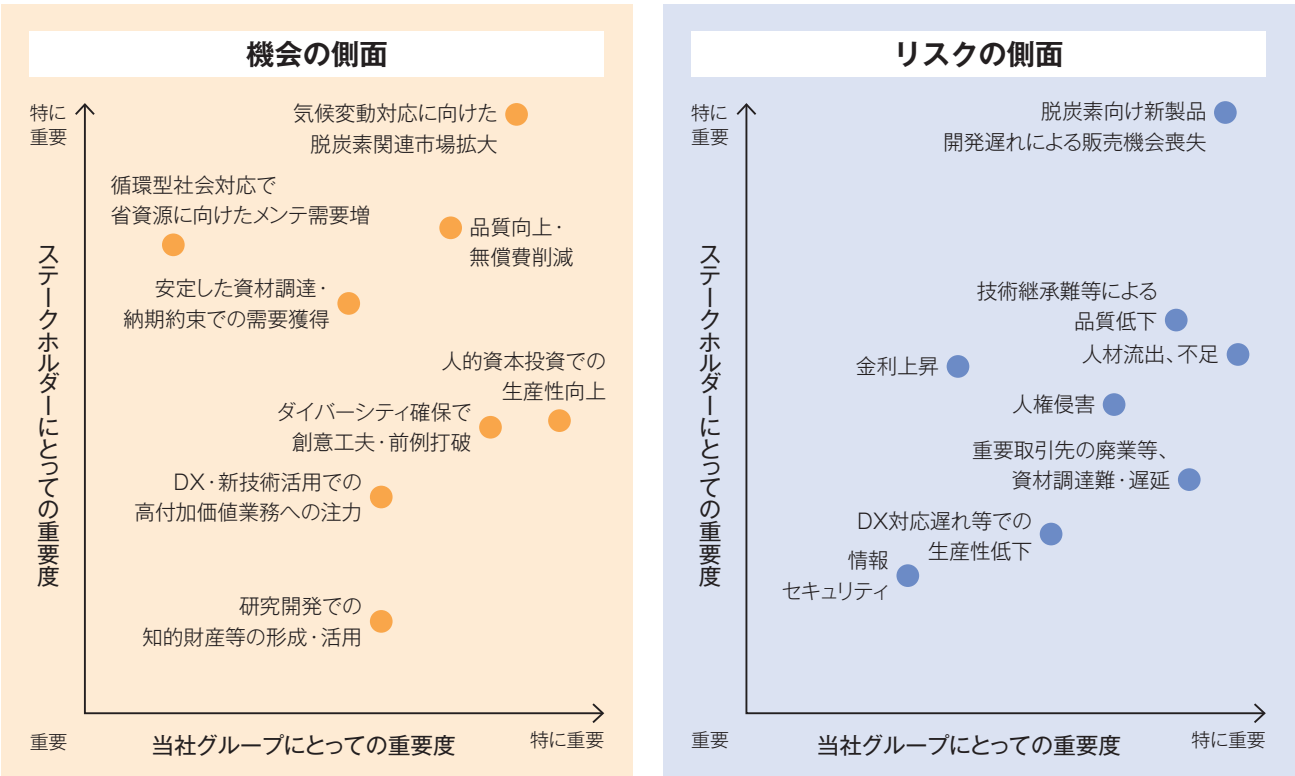 機会の側面
特に
重要
気候変動対応に向けた
脱炭素関連市場拡大
循環型社会対応で
省資源に向けたメンテ需要増
品質向上・
無償費削減
安定した資材調達・
納期約束での需要獲得
人的資本投資での
生産性向上
ダイバーシティ確保で
創意工夫・前例打破
DX・新技術活用での
高付加価値業務への注力
研究開発での
知的財産等の形成・活用
ステークホルダーにとっての重要度
重要
当社グループにとっての重要度
特に重要
リスクの側面
特に
重要
脱炭素向け新製品
開発遅れによる販売機会喪失
技術継承難等による
品質低下
人材流出、不足
金利上昇
人権侵害
重要取引先の廃業等、
資材調達難・遅延
DX対応遅れ等での
生産性低下
情報
セキュリティ
ステークホルダーにとっての重要度
重要
当社グループにとっての重要度
特に重要